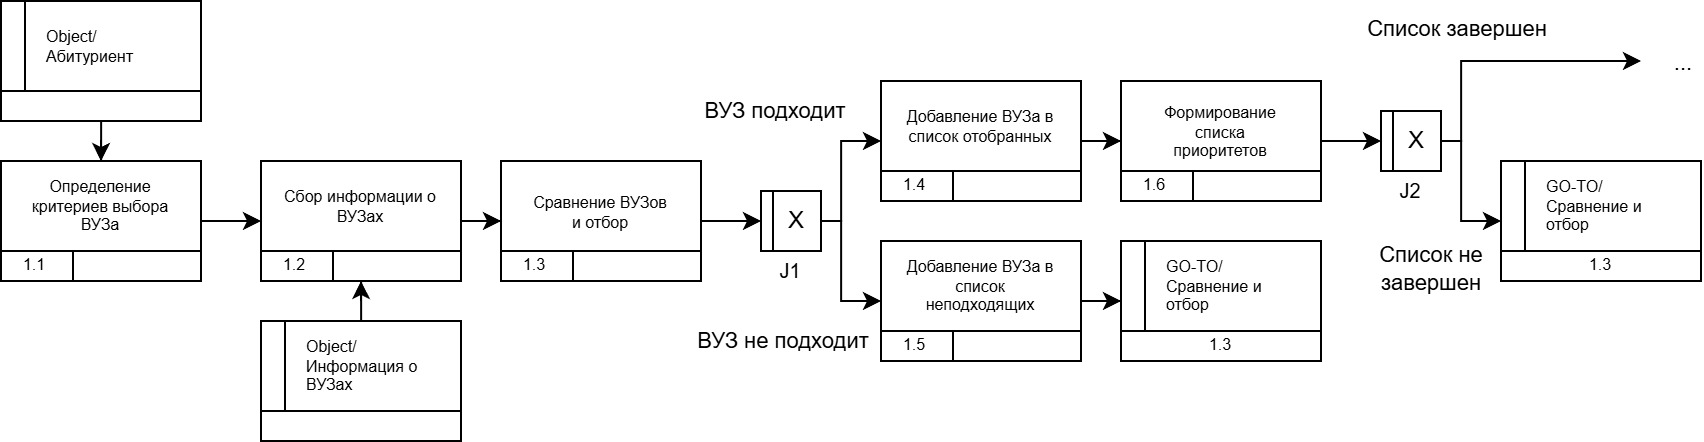 Object/
Абитуриент
Определение
критериев выбора
ВУЗа
1.1
Сбор информации о
ВУЗах
1.2
Object/
Информация о
ВУЗах
Сравнение ВУЗов
и отбор
1.3
X
J1
ВУЗ подходит
ВУЗ не подходит
Добавление ВУЗа в
список отобранных
1.4
Добавление ВУЗа в
список
неподходящих
1.5
Формирование
списка
приоритетов
1.6
GO-TO/
Сравнение и
отбор
1.3
X
J2
Список завершен
...
Список не
завершен
GO-TO/
Сравнение и
отбор
1.3